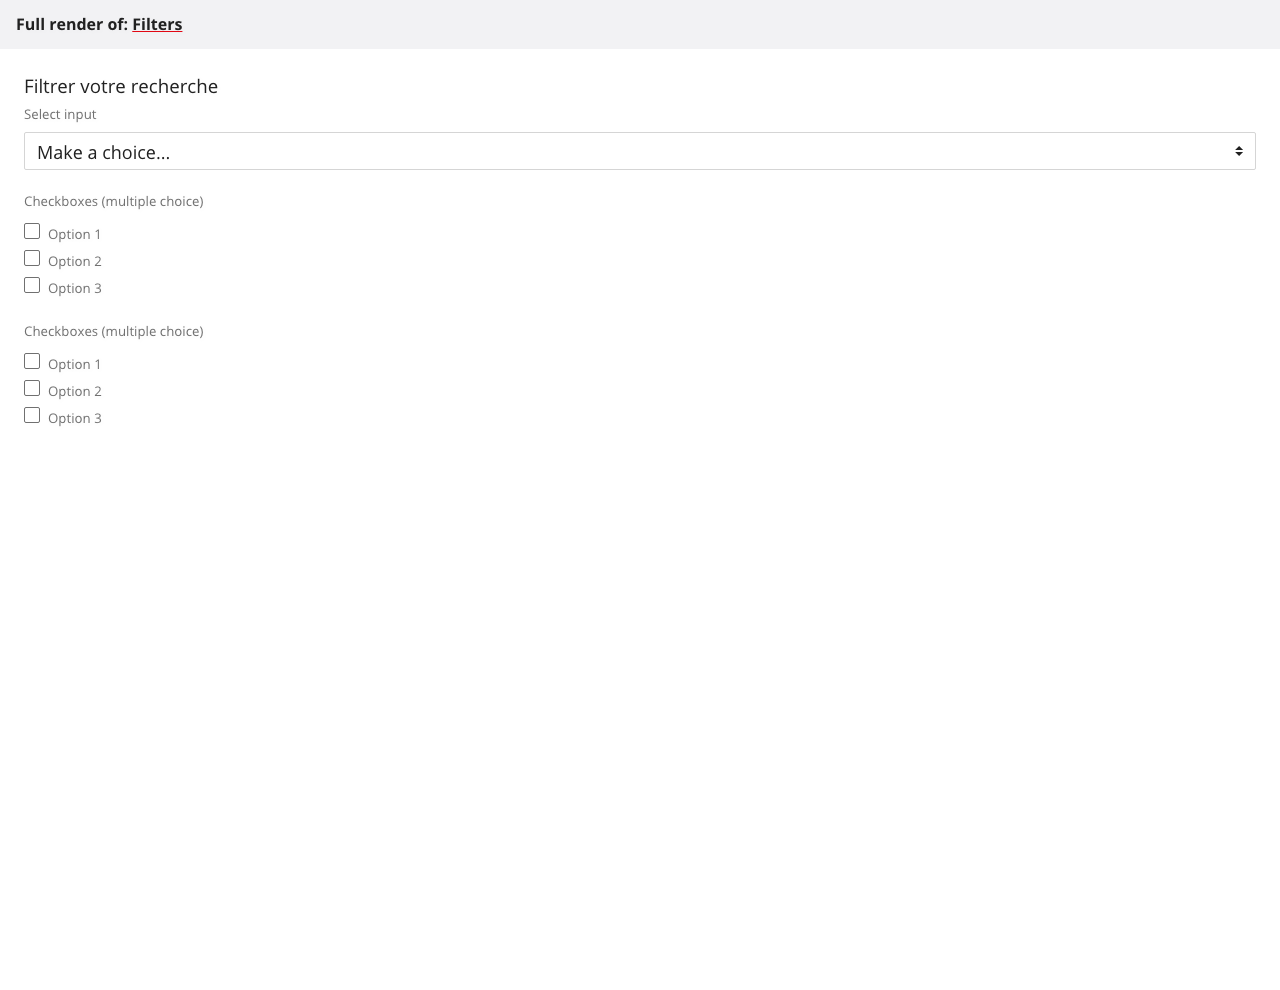 Full render of: Filters
Filtrer votre recherche
Select input
Make a choice...
Checkboxes (multiple choice)
Option 1
Option 2
Option 3
Checkboxes (multiple choice)
Option 1
Option 2
Option 3